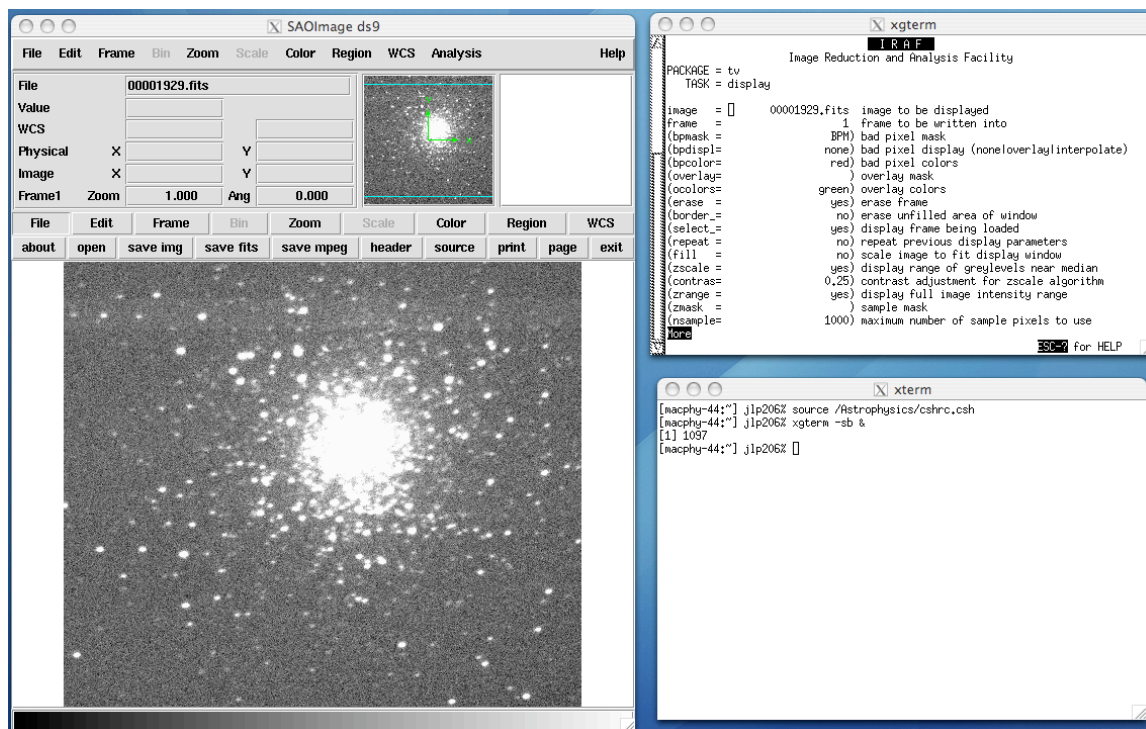 SAOImage ds9
File Edit Frame Bin Zoom Scale Color Region WCS Analysis Help
File 00001929.fits
Value
WCS
Physical X Y
Image X Y
Frame1 Zoom 1.000 Ang 0.000
File Edit Frame Bin Zoom Scale Color Region WCS
about open save img save fits save mpeg header source print page exit
xgterm
I R A F
Image Reduction and Analysis Facility
PACKAGE = tv
TASK = display
image = 00001929.fits image to be displayed
frame = 1 frame to be written into
(bpmask = BPM) bad pixel mask
(bpdispl= none) bad pixel display (none|overlay|interpolate)
(bpcolor= red) bad pixel colors
(overlay= ) overlay mask
(ocolors= green) overlay colors
(erase = yes) erase frame
(border_= no) erase unfilled area of window
(select_= yes) display frame being loaded
(repeat = no) repeat previous display parameters
(fill = no) scale image to fit display window
(zscale = yes) display range of greylevels near median
(contras= 0.25) contrast adjustment for zscale algorithm
(zrange = yes) display full image intensity range
(zmask = ) sample mask
(nsample= 1000) maximum number of sample pixels to use
More
ESC-? for HELP
xterm
[macphy-44:~] jlp206% source /Astrophysics/cshrc.csh
[macphy-44:~] jlp206% xgterm -sb &
[1] 1097
[macphy-44:~] jlp206%